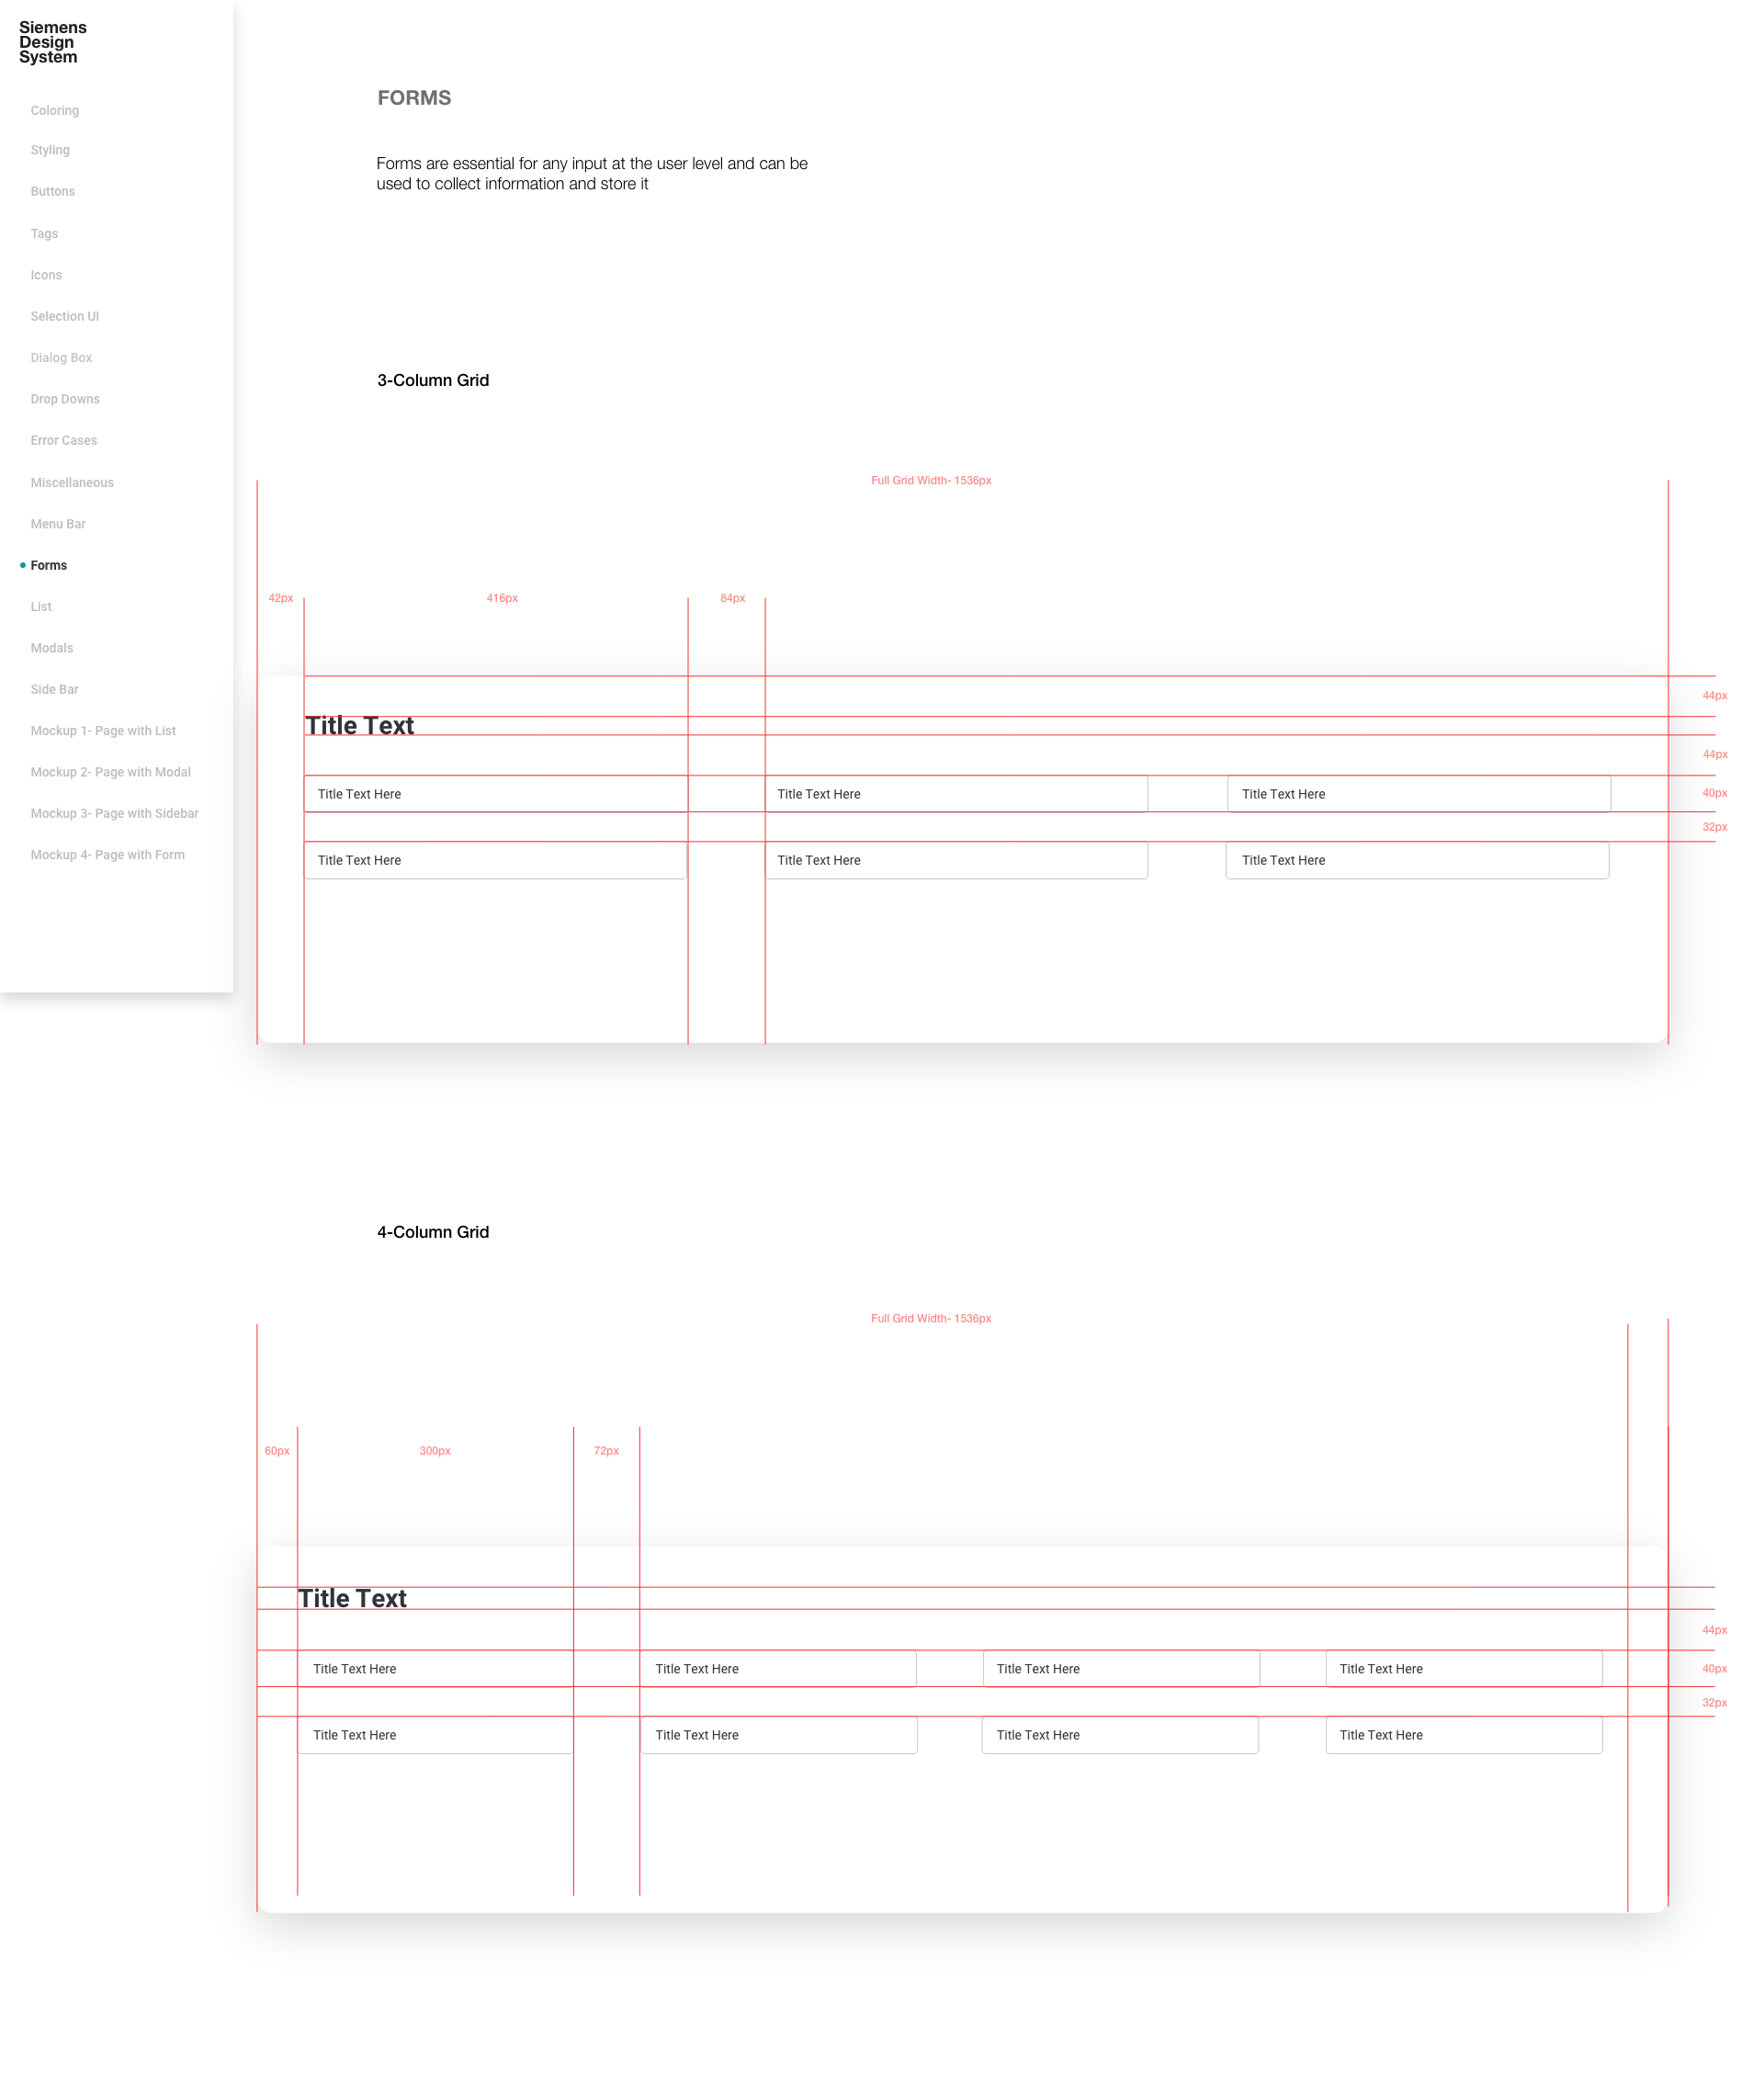 Siemens
Design
System
Coloring
Styling
Buttons
Tags
Icons
Selection UI
Dialog Box
Drop Downs
Error Cases
Miscellaneous
Menu Bar
Forms
List
Modals
Side Bar
Mockup 1- Page with List
Mockup 2- Page with Modal
Mockup 3- Page with Sidebar
Mockup 4- Page with Form
FORMS
Forms are essential for any input at the user level and can be
used to collect information and store it
3-Column Grid
Full Grid Width- 1536px
42px 416px 84px
44px
Title Text
44px
Title Text Here Title Text Here Title Text Here 40px
32px
Title Text Here Title Text Here Title Text Here
4-Column Grid
Full Grid Width- 1536px
60px 300px 72px
Title Text
44px
Title Text Here Title Text Here Title Text Here Title Text Here 40px
32px
Title Text Here Title Text Here Title Text Here Title Text Here